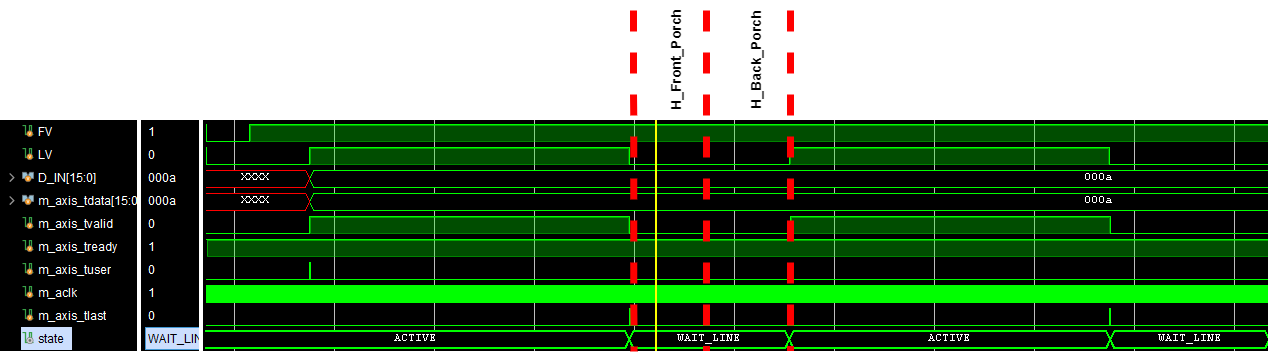 H_Front_Porch
H_Back_Porch
FV 1
LV 0
D_IN[15:0] 000a XXXX 000a
m_axis_tdata[15:0 000a XXXX 000a
m_axis_tvalid 0
m_axis_tready 1
m_axis_tuser 0
m_aclk 1
m_axis_tlast 0
state WAIT_LIN ACTIVE WAIT_LINE ACTIVE WAIT_LINE